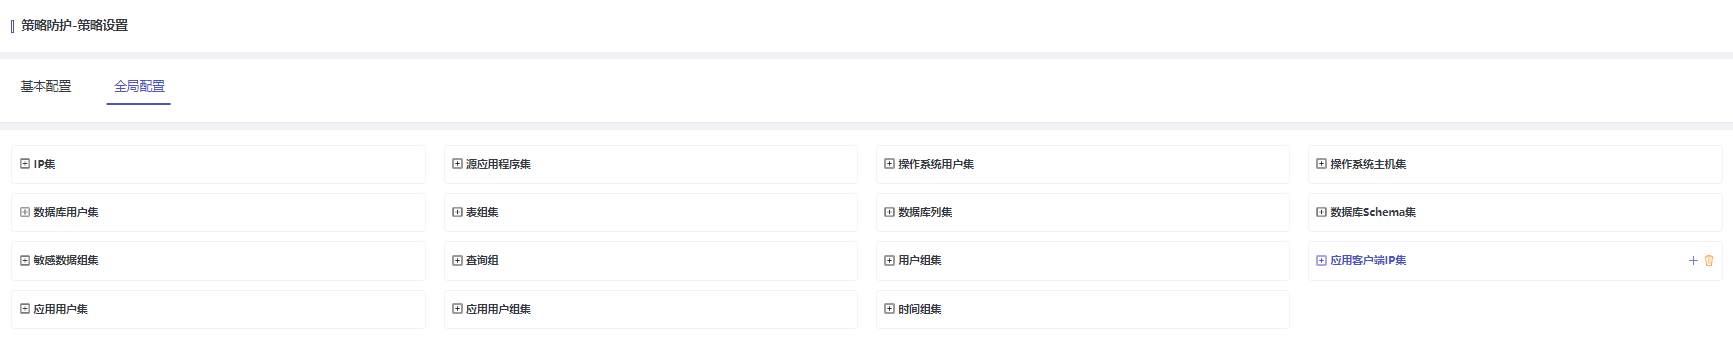 策略防护-策略设置
基本配置 全局配置
IP集 源应用程序集 操作系统用户集 操作系统主机集
数据库用户集 表组集 数据库列集 数据库Schema集
敏感数据组集 查询组 用户组集 应用客户端IP集
应用用户集 应用用户组集 时间组集